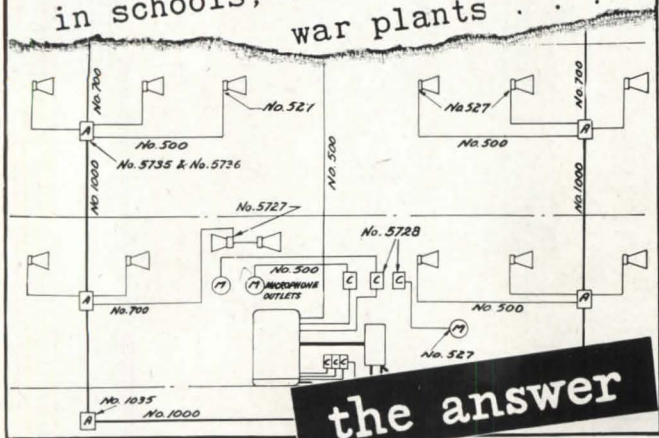 in schools,
war plants . . .
No. 700
No. 700
No. 527
No. 527
No. 500
No. 500
No. 500
No. 5735 & No. 5736
No. 1000
No. 1000
A
A
No. 5727
No. 5728
No. 500
C C C
M M MICROPHONE
OUTLETS
A
A
No. 700
No. 500
M
No. 527
C C C
No. 1035
A
No. 1000
the answer